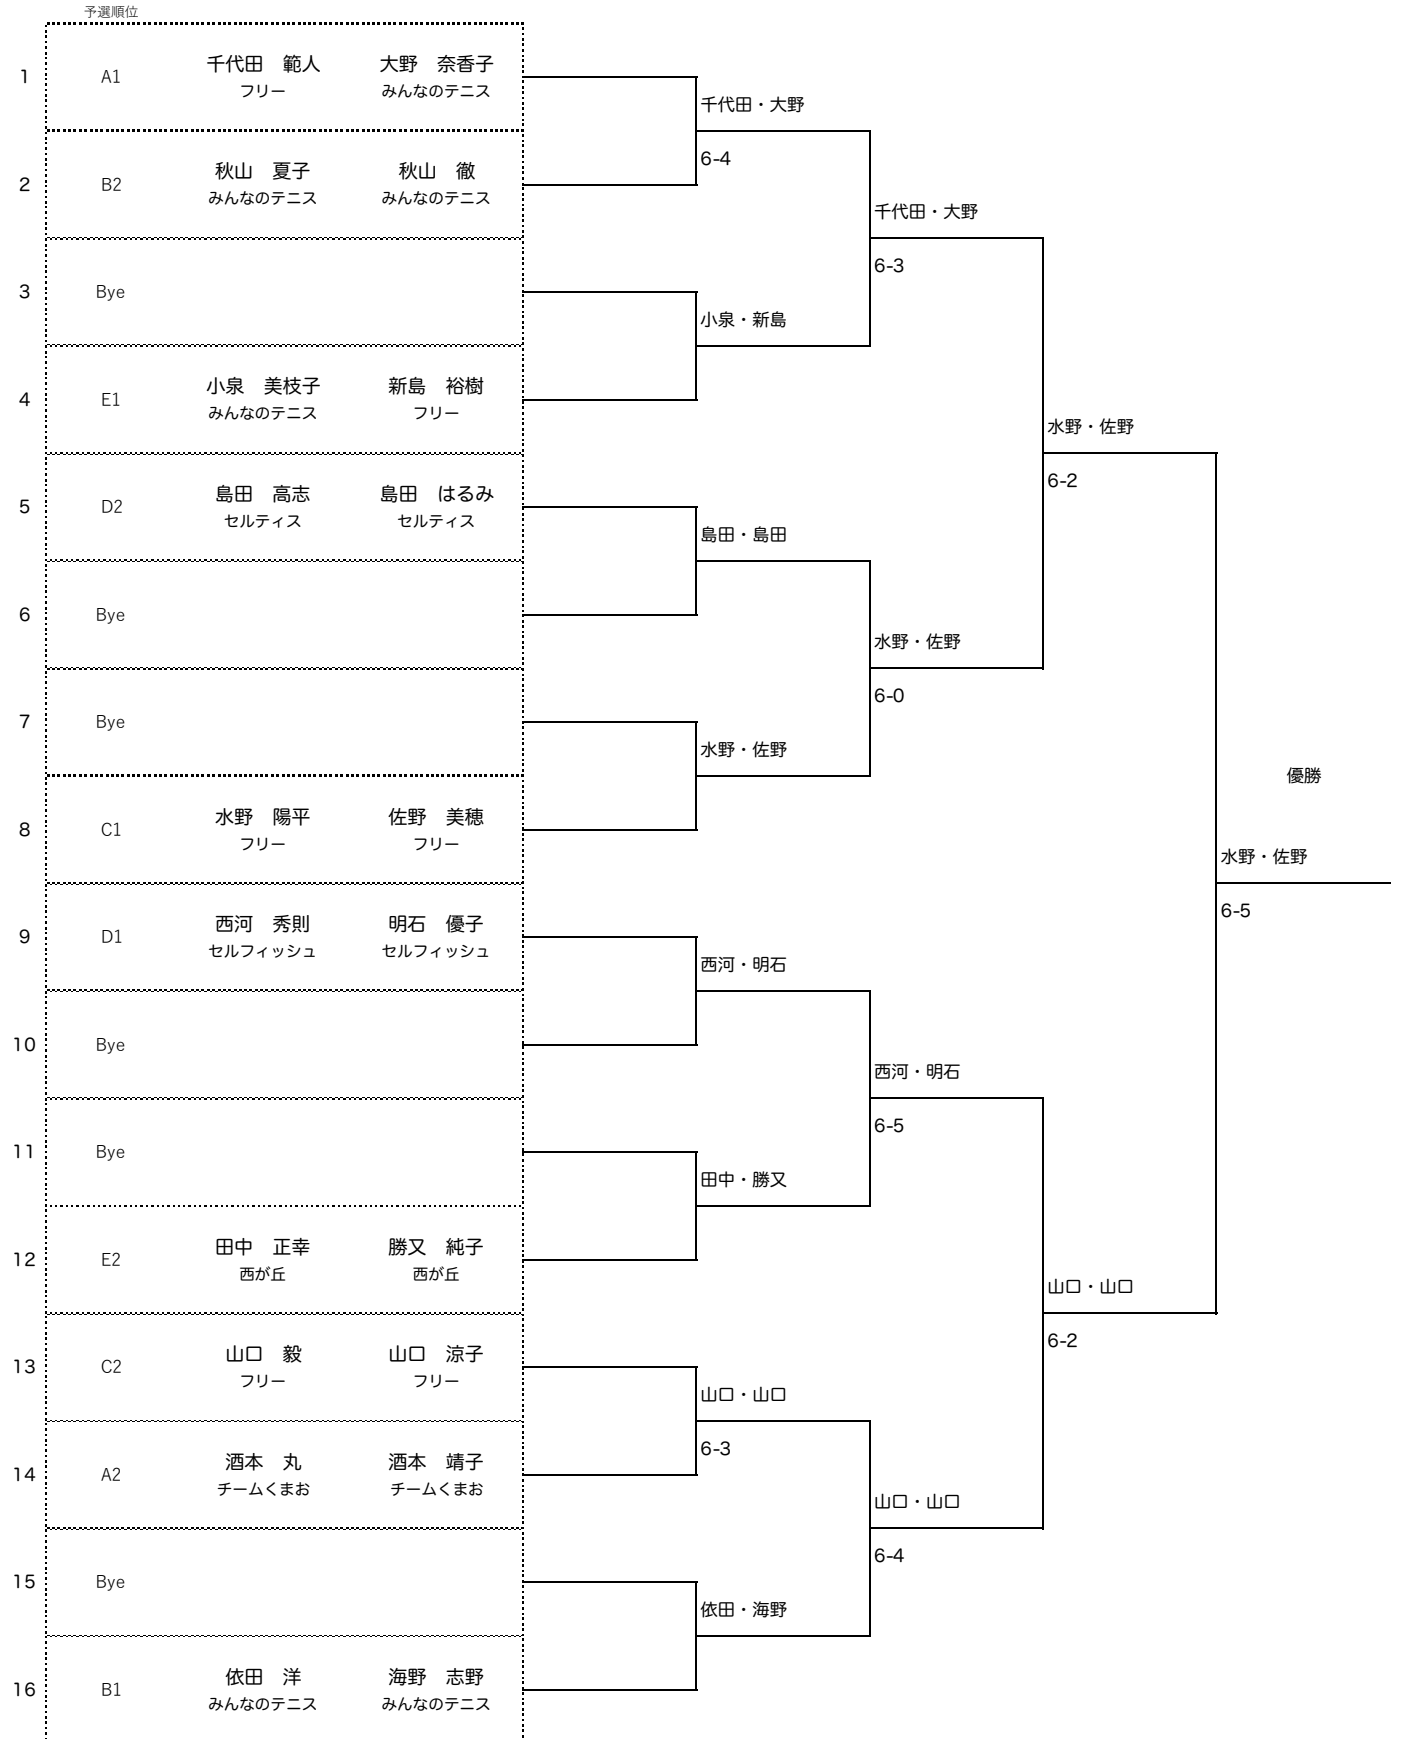 予選順位
1 A1 千代田　範人 大野　奈香子
フリー みんなのテニス
千代田・大野
6-4
2 B2 秋山　夏子 秋山　徹
みんなのテニス みんなのテニス
千代田・大野
6-3
3 Bye
小泉・新島
4 E1 小泉　美枝子 新島　裕樹
みんなのテニス フリー
水野・佐野
6-2
5 D2 島田　高志 島田　はるみ
セルティス セルティス
島田・島田
6 Bye
水野・佐野
6-0
7 Bye
水野・佐野
8 C1 水野　陽平 佐野　美穂
フリー フリー
優勝
水野・佐野
6-5
9 D1 西河　秀則 明石　優子
セルフィッシュ セルフィッシュ
西河・明石
10 Bye
西河・明石
6-5
11 Bye
田中・勝又
12 E2 田中　正幸 勝又　純子
西が丘 西が丘
山口・山口
6-2
13 C2 山口　毅 山口　涼子
フリー フリー
山口・山口
6-3
14 A2 酒本　丸 酒本　靖子
チームくまお チームくまお
山口・山口
6-4
15 Bye
依田・海野
16 B1 依田　洋 海野　志野
みんなのテニス みんなのテニス